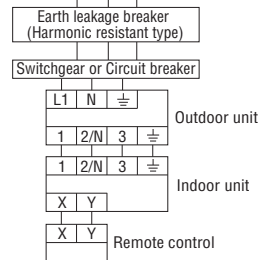 Earth leakage breaker
(Harmonic resistant type)
Switchgear or Circuit breaker
L1 N ⏚
Outdoor unit
1 2/N 3 ⏚
1 2/N 3 ⏚
Indoor unit
X Y
X Y
Remote control